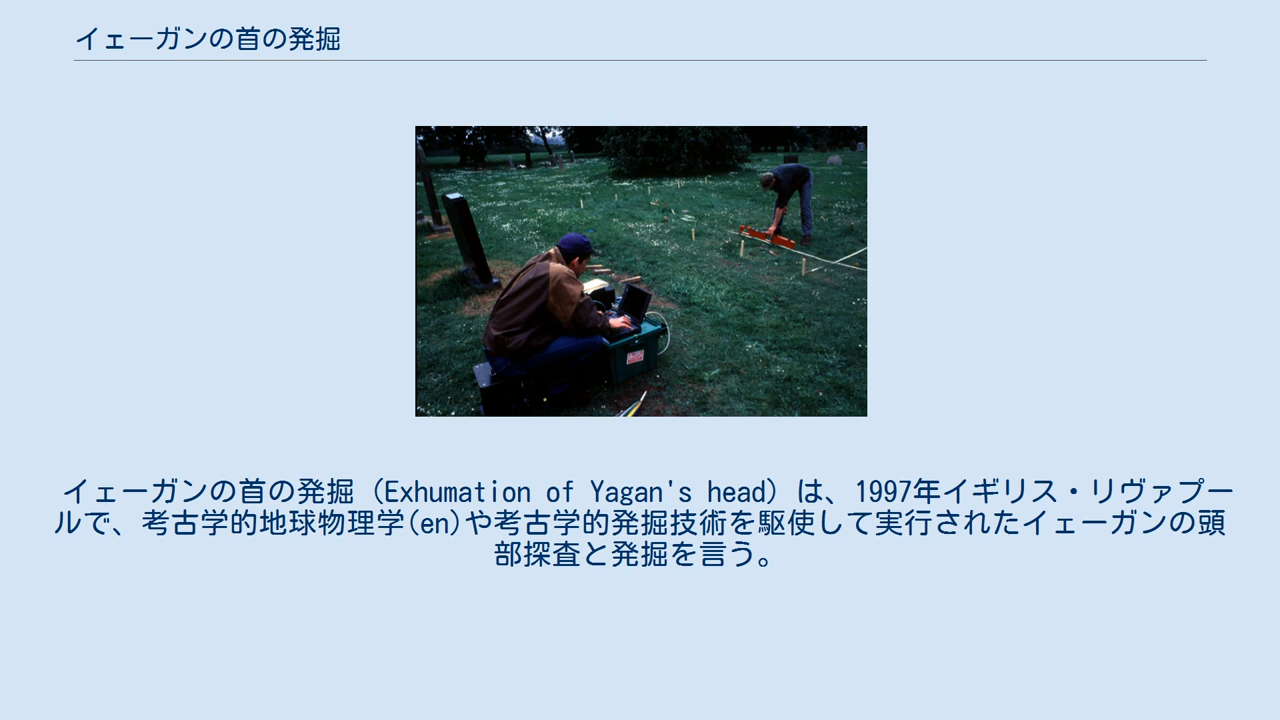 イェーガンの首の発掘
イェーガンの首の発掘（Exhumation of Yagan's head）は、1997年イギリス・リヴァプー
ルで、考古学的地球物理学(en)や考古学的発掘技術を駆使して実行されたイェーガンの頭
部探査と発掘を言う。